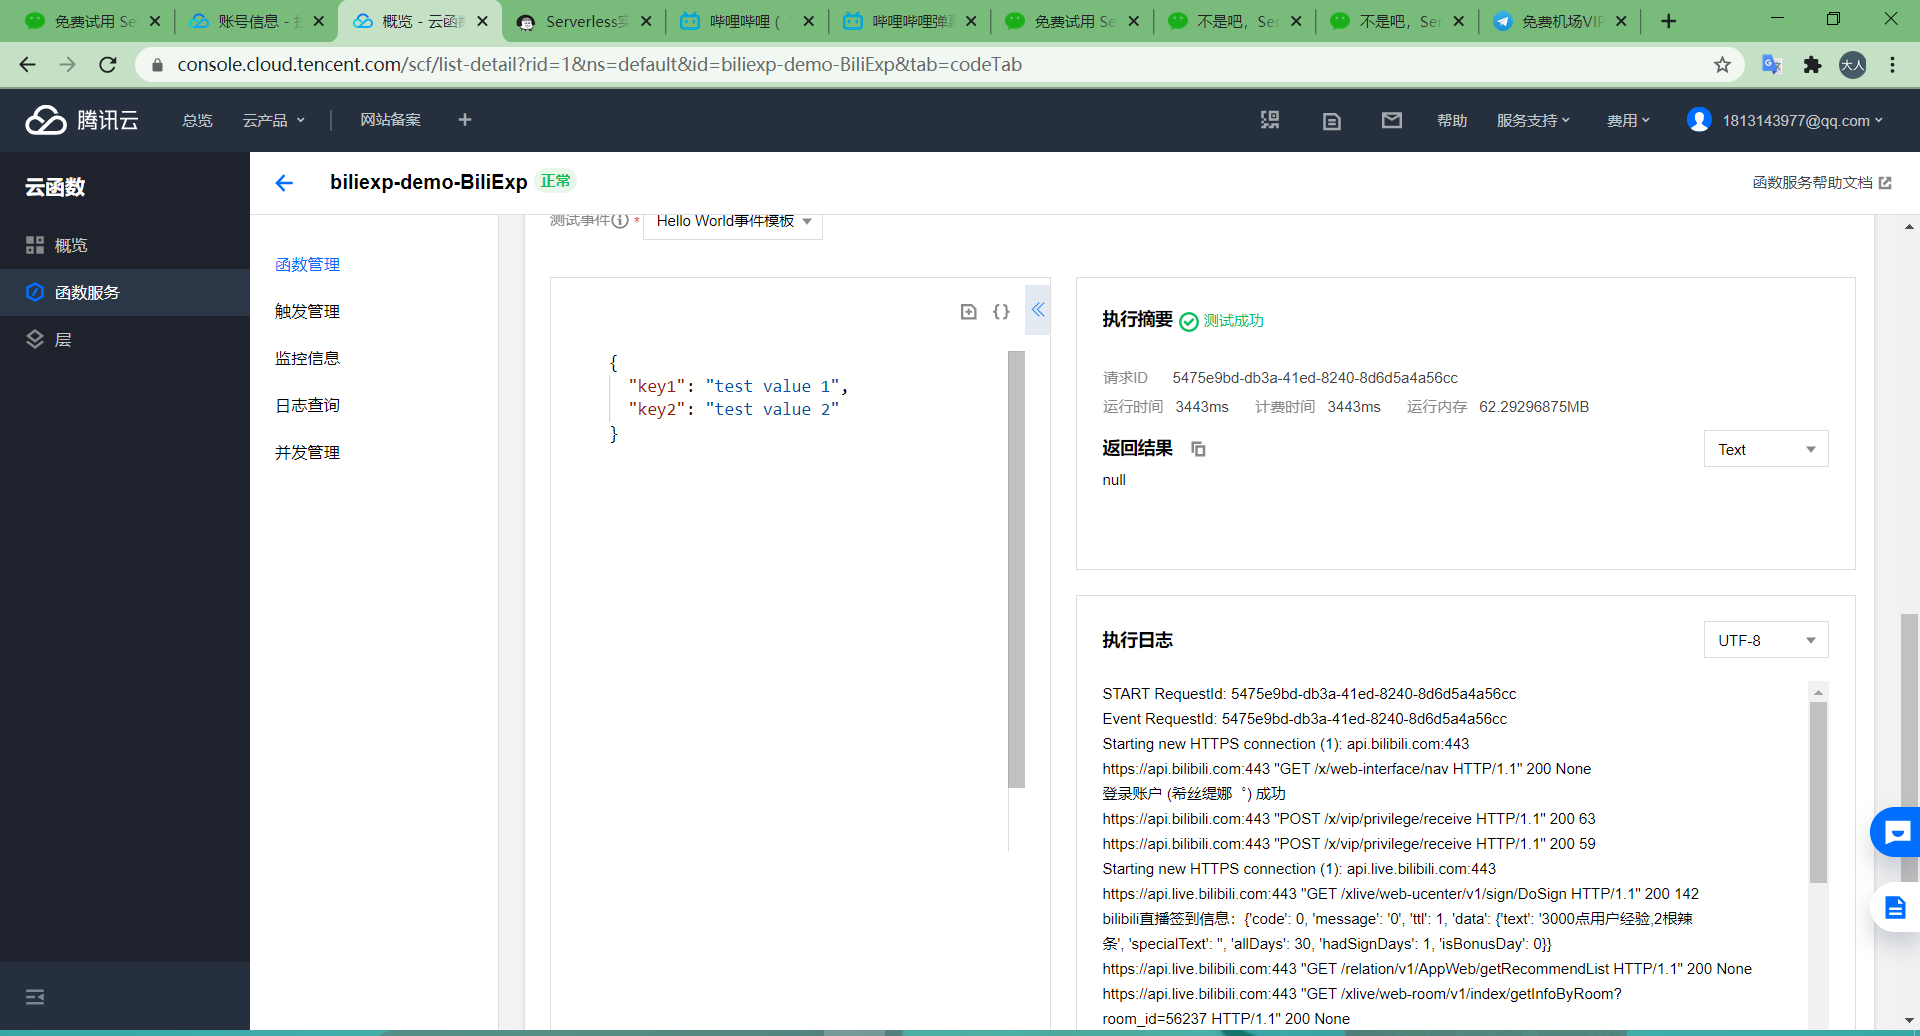 免费试用 Se
账号信息 - 控
概览 - 云函数
Serverless实
哔哩哔哩 (
哔哩哔哩弹幕
免费试用 Se
不是吧，Ser
不是吧，Ser
免费机场VIP
console.cloud.tencent.com/scf/list-detail?rid=1&ns=default&id=biliexp-demo-BiliExp&tab=codeTab
大人
腾讯云
总览
云产品
网站备案
帮助
服务支持
费用
1813143977@qq.com
云函数
概览
函数服务
层
biliexp-demo-BiliExp
正常
函数服务帮助文档
函数管理
触发管理
监控信息
日志查询
并发管理
测试事件 * Hello World事件模板
{
"key1": "test value 1",
"key2": "test value 2"
}
执行摘要 测试成功
请求ID 5475e9bd-db3a-41ed-8240-8d6d5a4a56cc
运行时间 3443ms 计费时间 3443ms 运行内存 62.29296875MB
返回结果
Text
null
执行日志
UTF-8
START RequestId: 5475e9bd-db3a-41ed-8240-8d6d5a4a56cc
Event RequestId: 5475e9bd-db3a-41ed-8240-8d6d5a4a56cc
Starting new HTTPS connection (1): api.bilibili.com:443
https://api.bilibili.com:443 "GET /x/web-interface/nav HTTP/1.1" 200 None
登录账户 (希丝缇娜゜) 成功
https://api.bilibili.com:443 "POST /x/vip/privilege/receive HTTP/1.1" 200 63
https://api.bilibili.com:443 "POST /x/vip/privilege/receive HTTP/1.1" 200 59
Starting new HTTPS connection (1): api.live.bilibili.com:443
https://api.live.bilibili.com:443 "GET /xlive/web-ucenter/v1/sign/DoSign HTTP/1.1" 200 142
bilibili直播签到信息：{'code': 0, 'message': '0', 'ttl': 1, 'data': {'text': '3000点用户经验,2根辣
条', 'specialText': '', 'allDays': 30, 'hadSignDays': 1, 'isBonusDay': 0}}
https://api.live.bilibili.com:443 "GET /relation/v1/AppWeb/getRecommendList HTTP/1.1" 200 None
https://api.live.bilibili.com:443 "GET /xlive/web-room/v1/index/getInfoByRoom?
room_id=56237 HTTP/1.1" 200 None